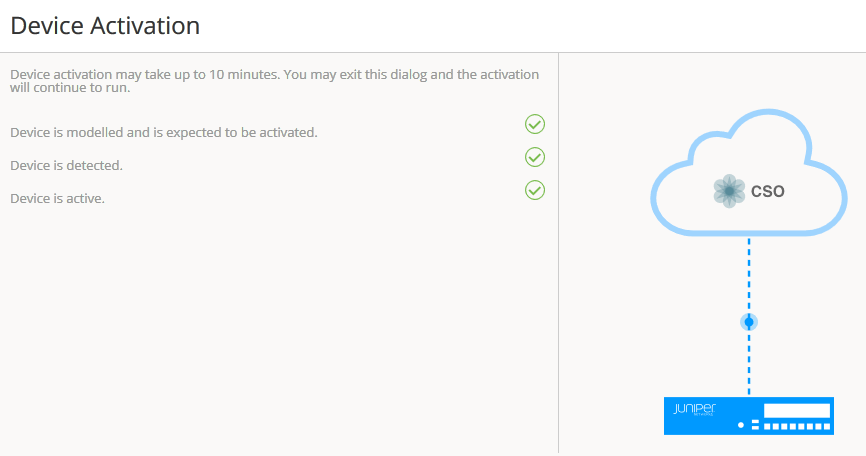 Device Activation
Device activation may take up to 10 minutes. You may exit this dialog and the activation
will continue to run.
Device is modelled and is expected to be activated.
Device is detected.
Device is active.
CSO
JUNIPEr
NETWORKS